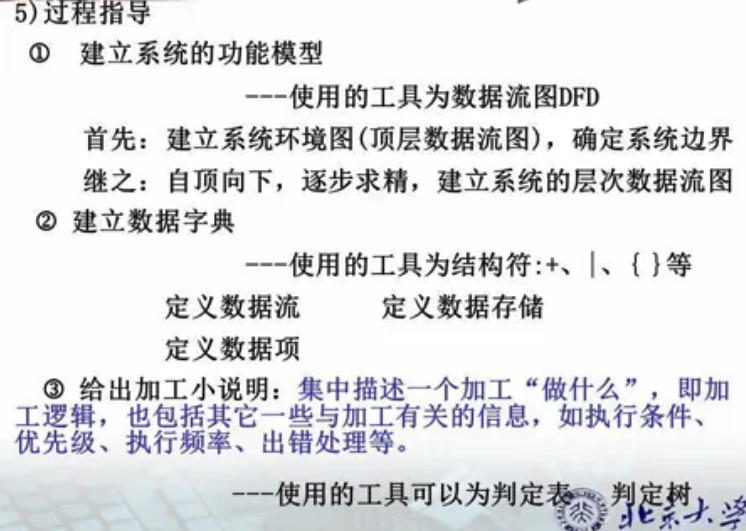 5)过程指导
① 建立系统的功能模型
---使用的工具为数据流图DFD
首先：建立系统环境图(顶层数据流图)，确定系统边界
继之：自顶向下，逐步求精，建立系统的层次数据流图
② 建立数据字典
---使用的工具为结构符:+、|、{ }等
定义数据流 定义数据存储
定义数据项
③ 给出加工小说明：集中描述一个加工“做什么”，即加
工逻辑，也包括其它一些与加工有关的信息，如执行条件、
优先级、执行频率、出错处理等。
---使用的工具可以为判定表 判定树
北京大学